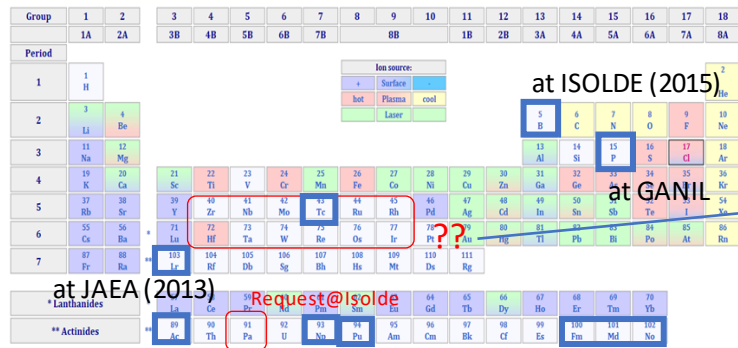 Group 1 2 3 4 5 6 7 8 9 10 11 12 13 14 15 16 17 18
1A 2A 3B 4B 5B 6B 7B 8B 1B 2B 3A 4A 5A 6A 7A 8A
Period
Ion source:
+ Surface -
hot Plasma cool
Laser
1 1 2
H He
at ISOLDE (2015)
2 3 4 5 6 7 8 9 10
Li Be B C N O F Ne
3 11 12 13 14 15 16 17 18
Na Mg Al Si P S Cl Ar
4 19 20 21 22 23 24 25 26 27 28 29 30 31 32 33 34 35 36
K Ca Sc Ti V Cr Mn Fe Co Ni Cu Zn Ga Ge Kr
at GANIL
5 37 38 39 40 41 42 43 44 45 46 47 48 49 50 51 52 53 54
Rb Sr Y Zr Nb Mo Tc Ru Rh Pd Ag Cd In Sn Sb Te I
??
6 55 56 * 71 72 73 74 75 76 77 78 79 80 81 82 83 84 85 86
Cs Ba Lu Hf Ta W Re Os Ir Pt Au Hg Tl Pb Bi Po At Rn
7 87 88 ** 103 104 105 106 107 108 109 110 111
Fr Ra Lr Rf Db Sg Bh Hs Mt Ds Rg
at JAEA (2013)
Request@Isolde
* Lanthanides * 59 62 63 64 65 66 67 68 69 70
La Ce Pr Nd Pm Sm Eu Gd Tb Dy Ho Er Tm Yb
** Actinides ** 89 90 91 92 93 94 95 96 97 98 99 100 101 102
Ac Th Pa U Np Pu Am Cm Bk Cf Es Fm Md No